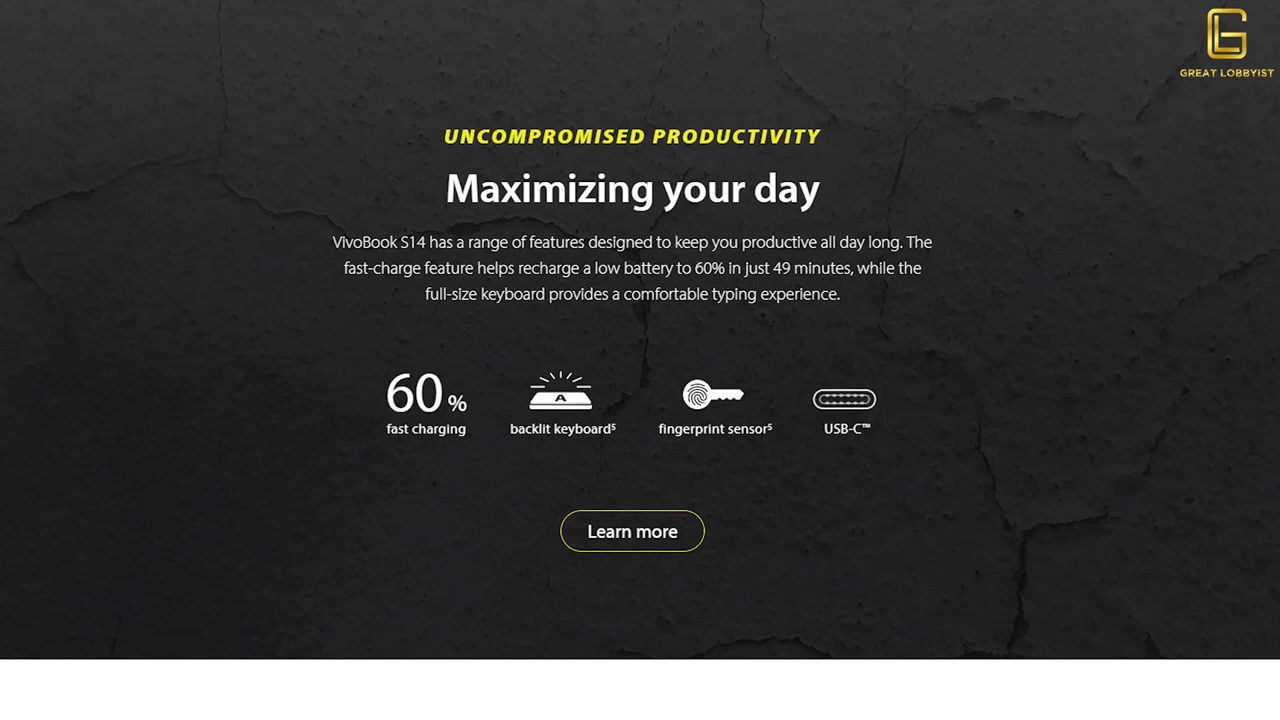 GREAT LOBBYIST
UNCOMPROMISED PRODUCTIVITY
Maximizing your day
VivoBook S14 has a range of features designed to keep you productive all day long. The
fast-charge feature helps recharge a low battery to 60% in just 49 minutes, while the
full-size keyboard provides a comfortable typing experience.
60 %
A
fast charging
backlit keyboard⁵
fingerprint sensor⁵
USB-C™
Learn more